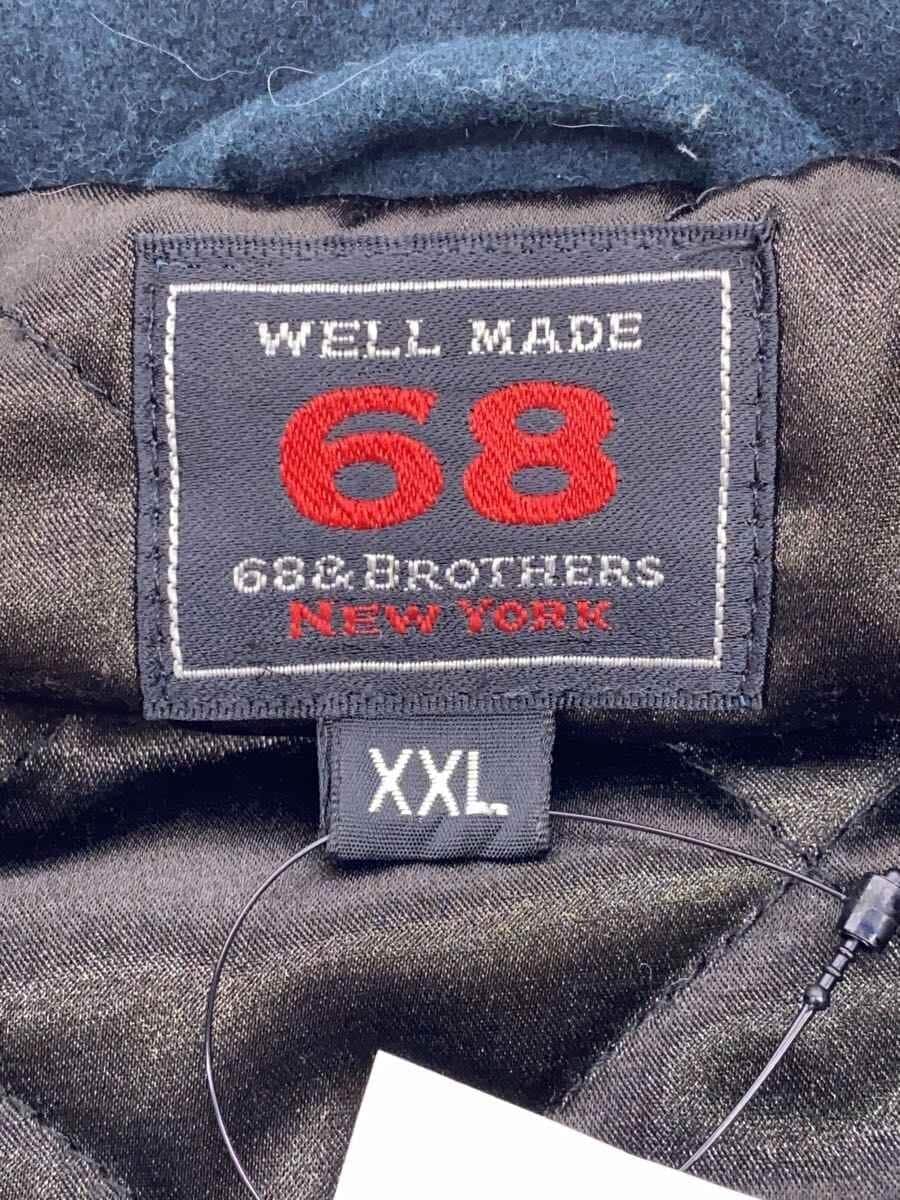 WELL MADE
68
68&BROTHERS
NEW YORK
XXL